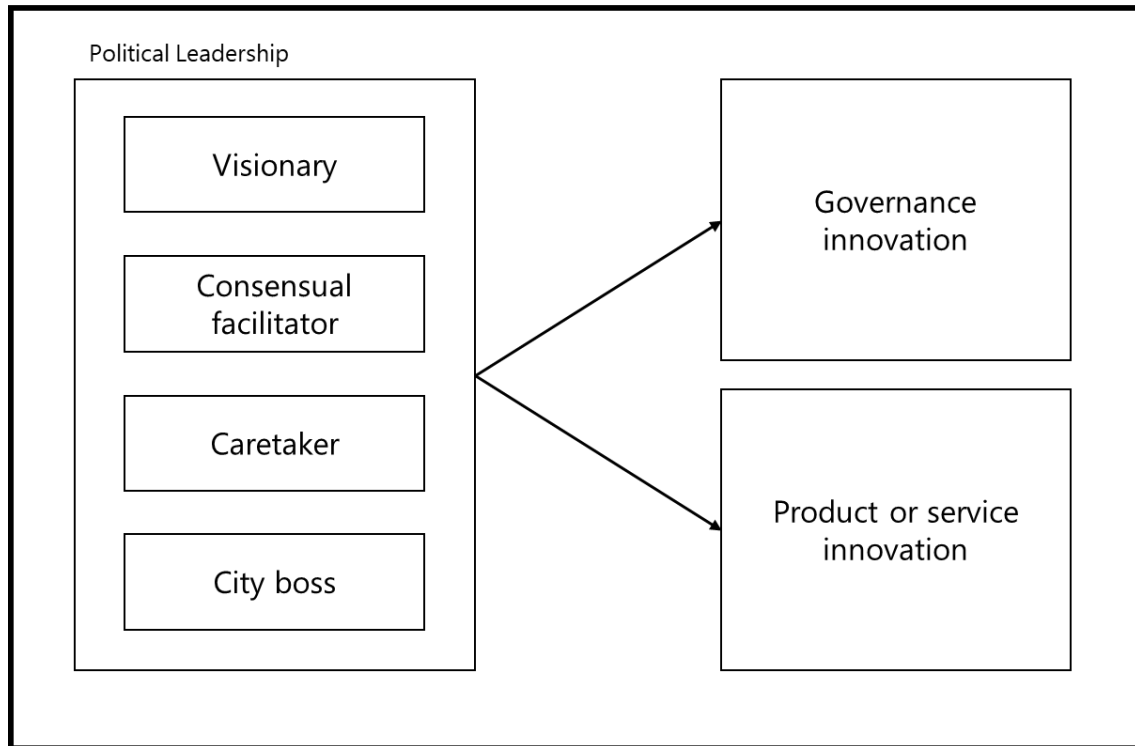 Political Leadership
Visionary
Consensual
facilitator
Caretaker
City boss
Governance
innovation
Product or service
innovation